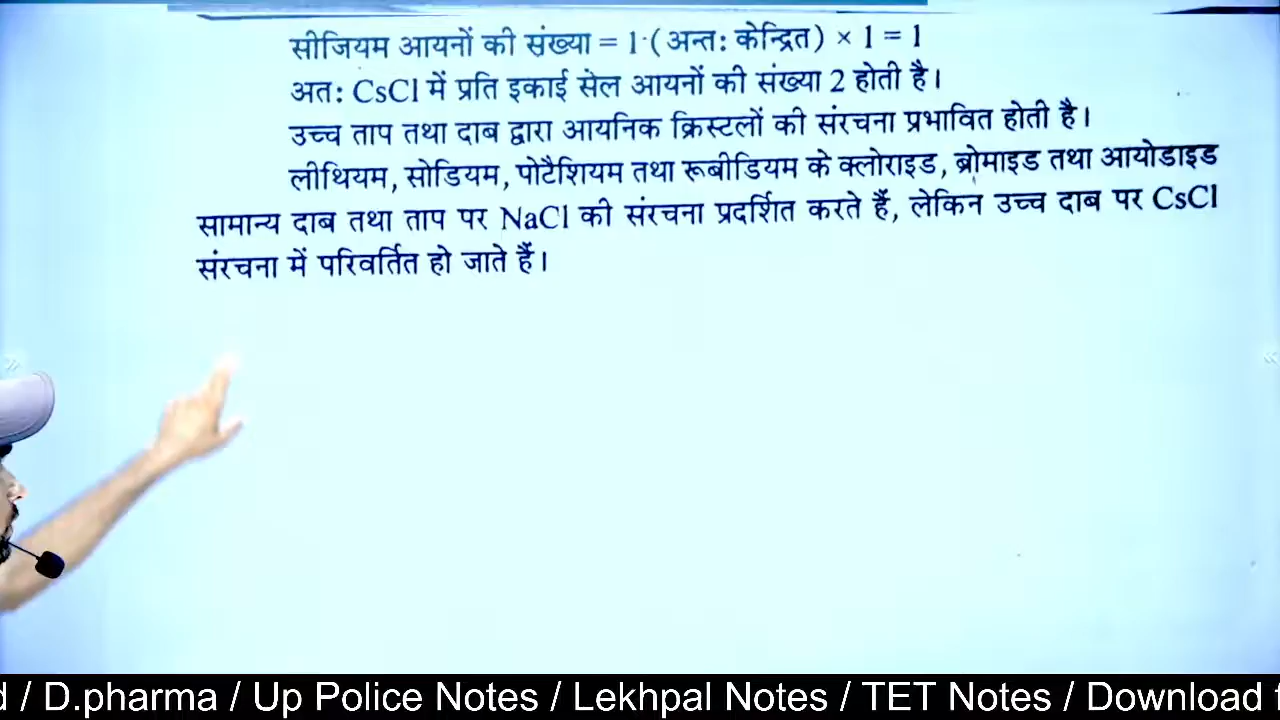 सीजियम आयनों की संख्या = 1 (अन्त: केन्द्रित) × 1 = 1
अत: CsCl में प्रति इकाई सेल आयनों की संख्या 2 होती है।
उच्च ताप तथा दाब द्वारा आयनिक क्रिस्टलों की संरचना प्रभावित होती है।
लीथियम, सोडियम, पोटैशियम तथा रूबीडियम के क्लोराइड, ब्रोमाइड तथा आयोडाइड
सामान्य दाब तथा ताप पर NaCl की संरचना प्रदर्शित करते हैं, लेकिन उच्च दाब पर CsCl
संरचना में परिवर्तित हो जाते हैं।
/ D.pharma / Up Police Notes / Lekhpal Notes / TET Notes / Download